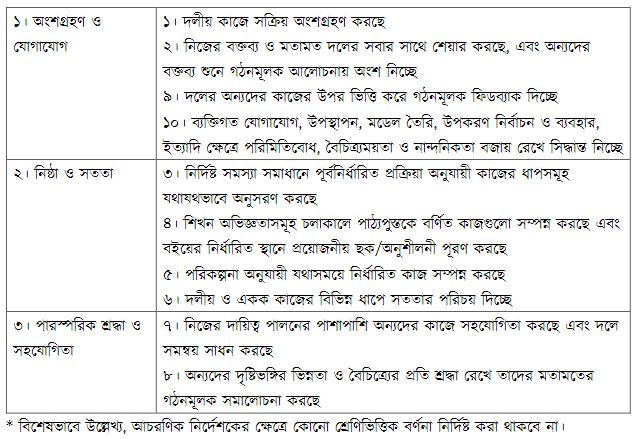 ১। অংশগ্রহণ ও
যোগাযোগ
১। দলীয় কাজে সক্রিয় অংশগ্রহণ করছে
২। নিজের বক্তব্য ও মতামত দলের সবার সাথে শেয়ার করছে, এবং অন্যদের
বক্তব্য শুনে গঠনমূলক আলোচনায় অংশ নিচ্ছে
৯। দলের অন্যদের কাজের উপর ভিত্তি করে গঠনমূলক ফিডব্যাক দিচ্ছে
১০। ব্যক্তিগত যোগাযোগ, উপস্থাপন, মডেল তৈরি, উপকরণ নির্বাচন ও ব্যবহার,
ইত্যাদি ক্ষেত্রে পরিমিতিবোধ, বৈচিত্র্যময়তা ও নান্দনিকতা বজায় রেখে সিদ্ধান্ত নিচ্ছে
২। নিষ্ঠা ও সততা
৩। নির্দিষ্ট সমস্যা সমাধানে পূর্বনির্ধারিত প্রক্রিয়া অনুযায়ী কাজের ধাপসমূহ
যথাযথভাবে অনুসরণ করছে
৪। শিখন অভিজ্ঞতাসমূহ চলাকালে পাঠ্যপুস্তকে বর্ণিত কাজগুলো সম্পন্ন করছে এবং
বইয়ের নির্ধারিত স্থানে প্রয়োজনীয় ছক/অনুশীলনী পূরণ করছে
৫। পরিকল্পনা অনুযায়ী যথাসময়ে নির্ধারিত কাজ সম্পন্ন করছে
৬। দলীয় ও একক কাজের বিভিন্ন ধাপে সততার পরিচয় দিচ্ছে
৩। পারস্পরিক শ্রদ্ধা ও
সহযোগিতা
৭। নিজের দায়িত্ব পালনের পাশাপাশি অন্যদের কাজে সহযোগিতা করছে এবং দলে
সমন্বয় সাধন করছে
৮। অন্যদের দৃষ্টিভঙ্গির ভিন্নতা ও বৈচিত্র্যের প্রতি শ্রদ্ধা রেখে তাদের মতামতের
গঠনমূলক সমালোচনা করছে
* বিশেষভাবে উল্লেখ্য, আচরণিক নির্দেশকের ক্ষেত্রে কোনো শ্রেণিভিত্তিক বর্ণনা নির্দিষ্ট করা থাকবে না।